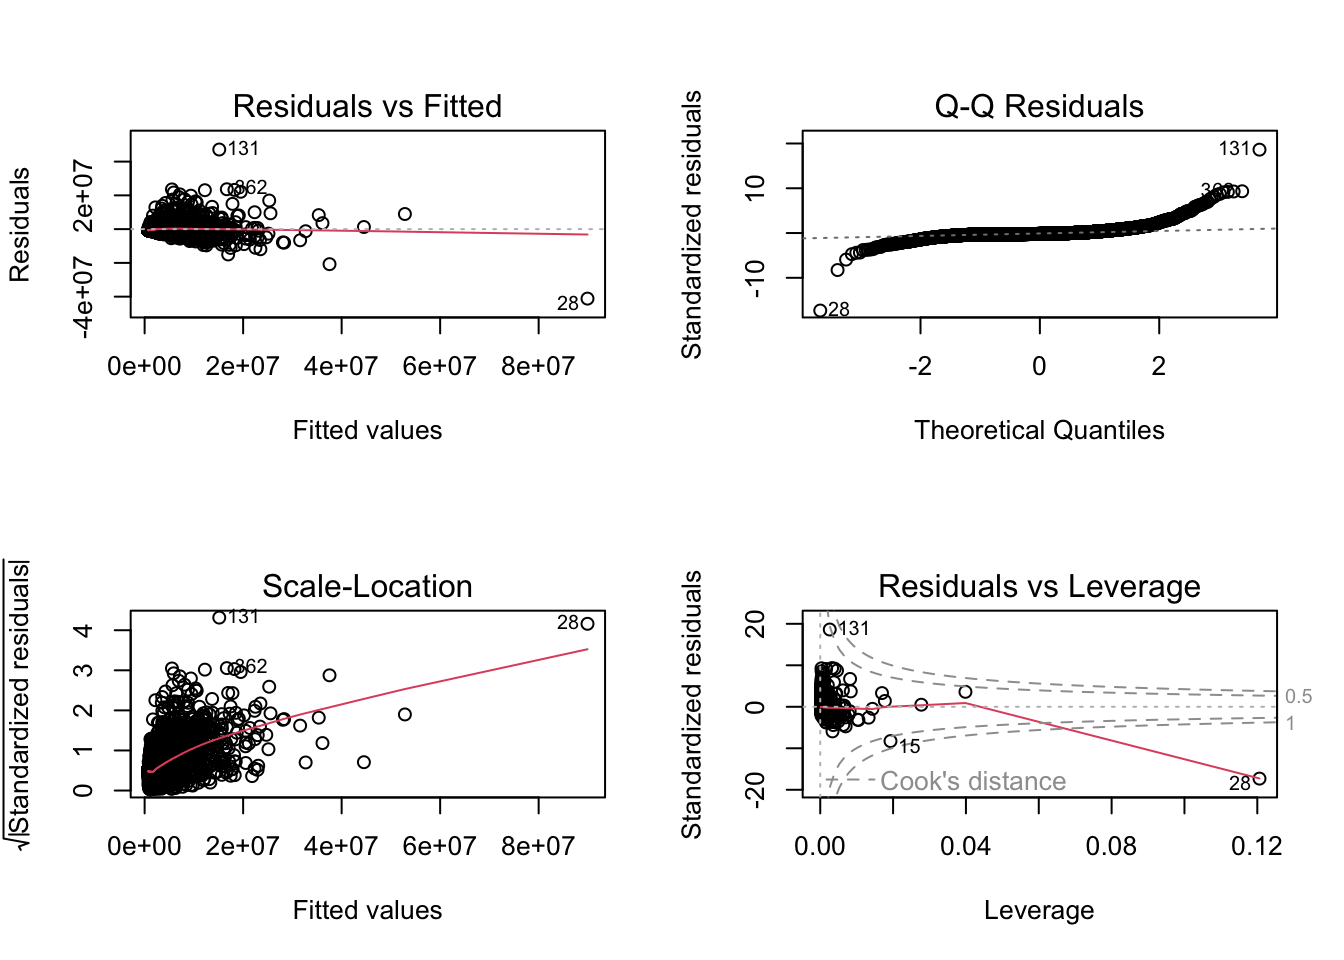 Residuals vs Fitted
Residuals
2e+07
-4e+07
131
362
28
0e+00 2e+07 4e+07 6e+07 8e+07
Fitted values
Q-Q Residuals
Standardized residuals
10
-10
131
28
-2 0 2
Theoretical Quantiles
Scale-Location
√|Standardized residuals|
4
3
2
1
0
131
362
28
0e+00 2e+07 4e+07 6e+07 8e+07
Fitted values
Residuals vs Leverage
Standardized residuals
20
0
-20
131
15
28
0.5
1
Cook's distance
0.00 0.04 0.08 0.12
Leverage